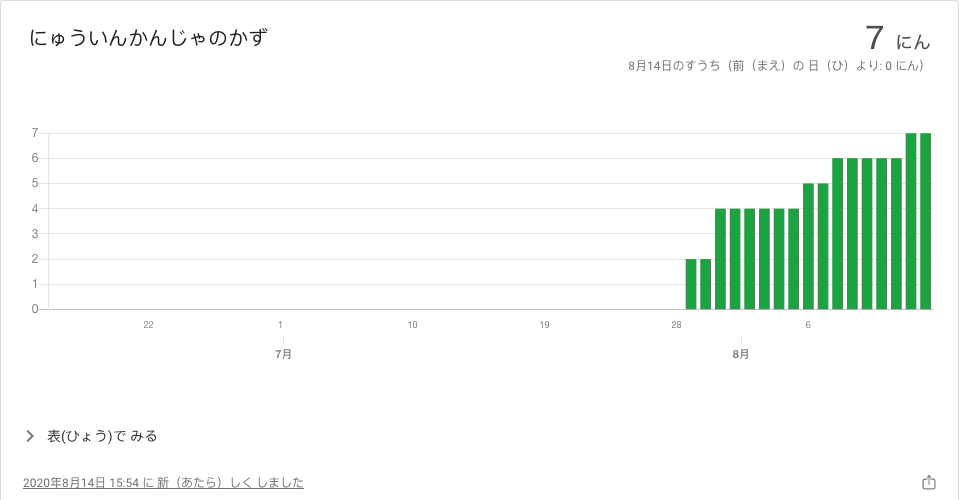 にゅういんかんじゃのかず
7 にん
8月14日のすうち（前（まえ）の 日（ひ）より: 0 にん）
7
6
5
4
3
2
1
0
22 1 10 19 28 6
7月 8月
表(ひょう)で みる
2020年8月14日 15:54 に 新（あたら）しく しました